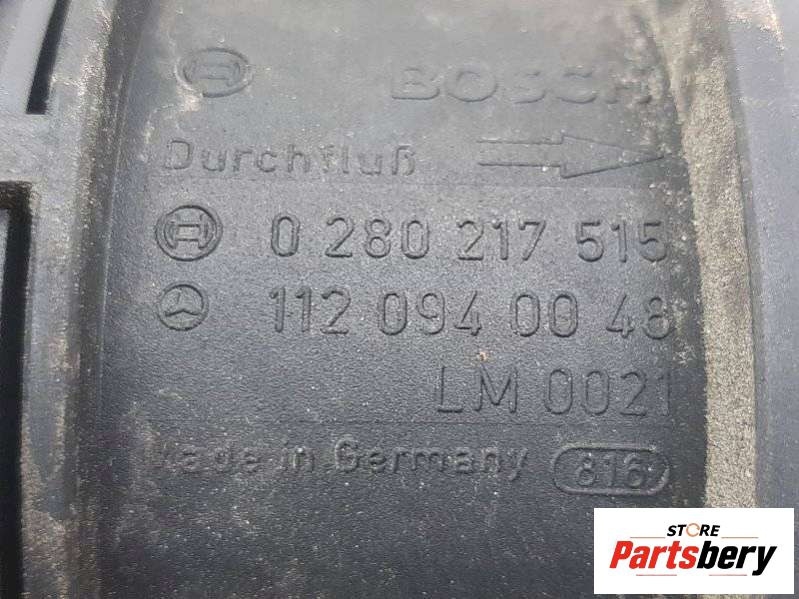 BOSCH
Durchfluß
0 280 217 515
112 094 00 48
LM 0021
Made in Germany 816
STORE
Partsbery